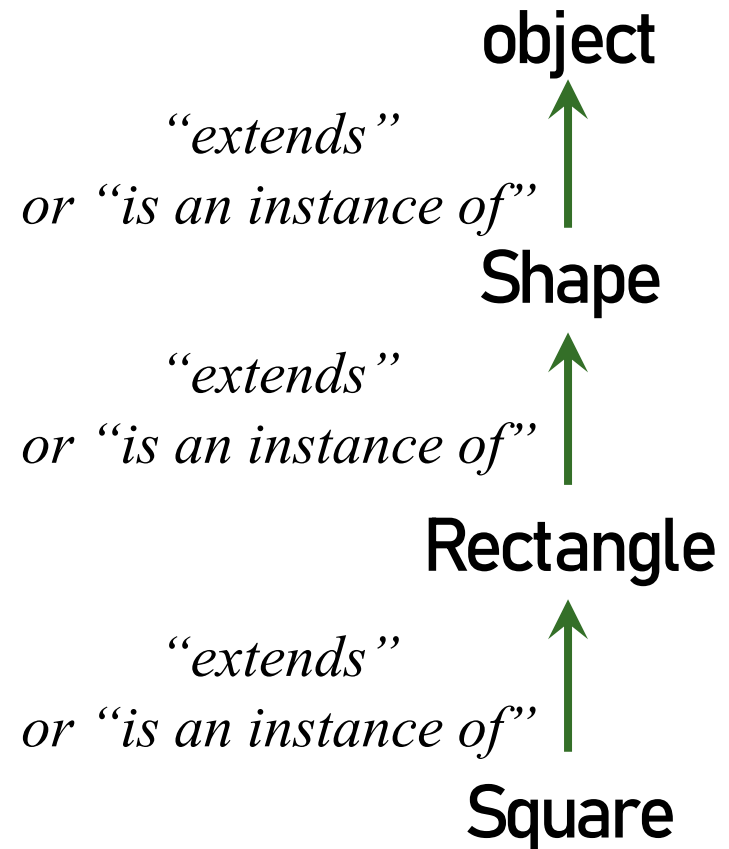 object
“extends”
or “is an instance of”
Shape
“extends”
or “is an instance of”
Rectangle
“extends”
or “is an instance of”
Square